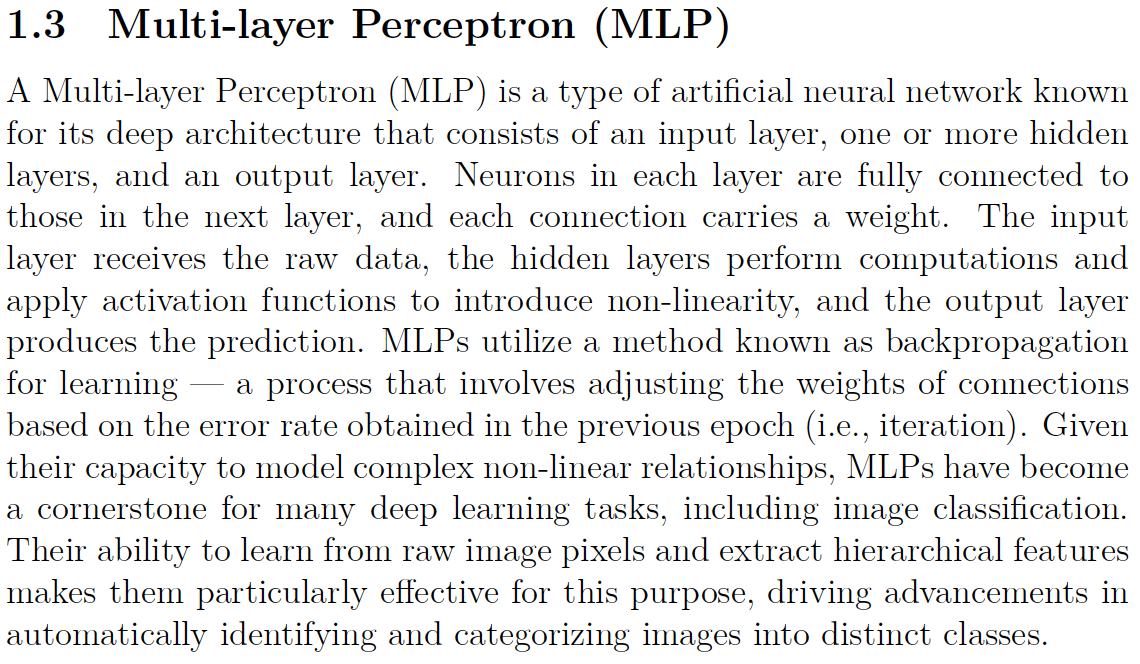 1.3 Multi-layer Perceptron (MLP)
A Multi-layer Perceptron (MLP) is a type of artificial neural network known
for its deep architecture that consists of an input layer, one or more hidden
layers, and an output layer. Neurons in each layer are fully connected to
those in the next layer, and each connection carries a weight. The input
layer receives the raw data, the hidden layers perform computations and
apply activation functions to introduce non-linearity, and the output layer
produces the prediction. MLPs utilize a method known as backpropagation
for learning — a process that involves adjusting the weights of connections
based on the error rate obtained in the previous epoch (i.e., iteration). Given
their capacity to model complex non-linear relationships, MLPs have become
a cornerstone for many deep learning tasks, including image classification.
Their ability to learn from raw image pixels and extract hierarchical features
makes them particularly effective for this purpose, driving advancements in
automatically identifying and categorizing images into distinct classes.